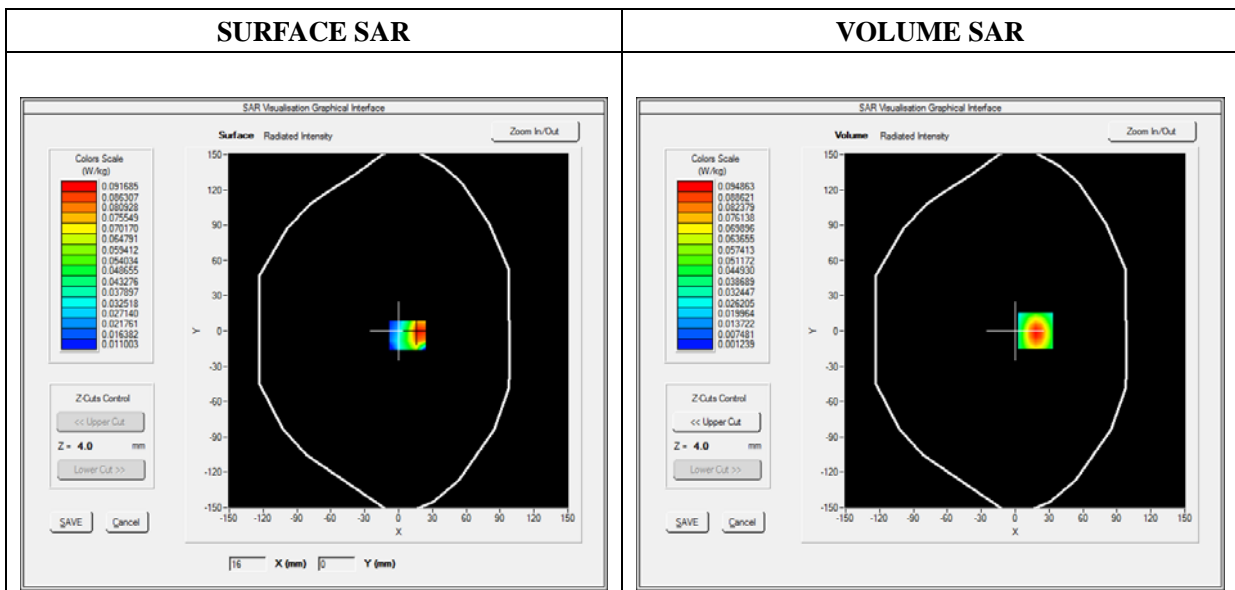 SURFACE SAR
VOLUME SAR
SAR Visualisation Graphical Interface
Surface Radiated Intensity
Zoom In/Out
Colors Scale
(W/kg)
0.091685
0.086307
0.080928
0.075549
0.070170
0.064791
0.059412
0.054034
0.048655
0.043276
0.037897
0.032518
0.027140
0.021761
0.016382
0.011003
Z-Cuts Control
<< Upper Cut
Z = 4.0 mm
Lower Cut >>
SAVE Cancel
150
120
90
60
30
Y 0
-30
-60
-90
-120
-150
-150 -120 -90 -60 -30 0 30 60 90 120 150
X
16 X (mm) 0 Y (mm)
SAR Visualisation Graphical Interface
Volume Radiated Intensity
Zoom In/Out
Colors Scale
(W/kg)
0.094863
0.088621
0.082379
0.076138
0.069896
0.063655
0.057413
0.051172
0.044930
0.038689
0.032447
0.026205
0.019964
0.013722
0.007481
0.001239
Z-Cuts Control
<< Upper Cut
Z = 4.0 mm
Lower Cut >>
SAVE Cancel
150
120
90
60
30
Y 0
-30
-60
-90
-120
-150
-150 -120 -90 -60 -30 0 30 60 90 120 150
X